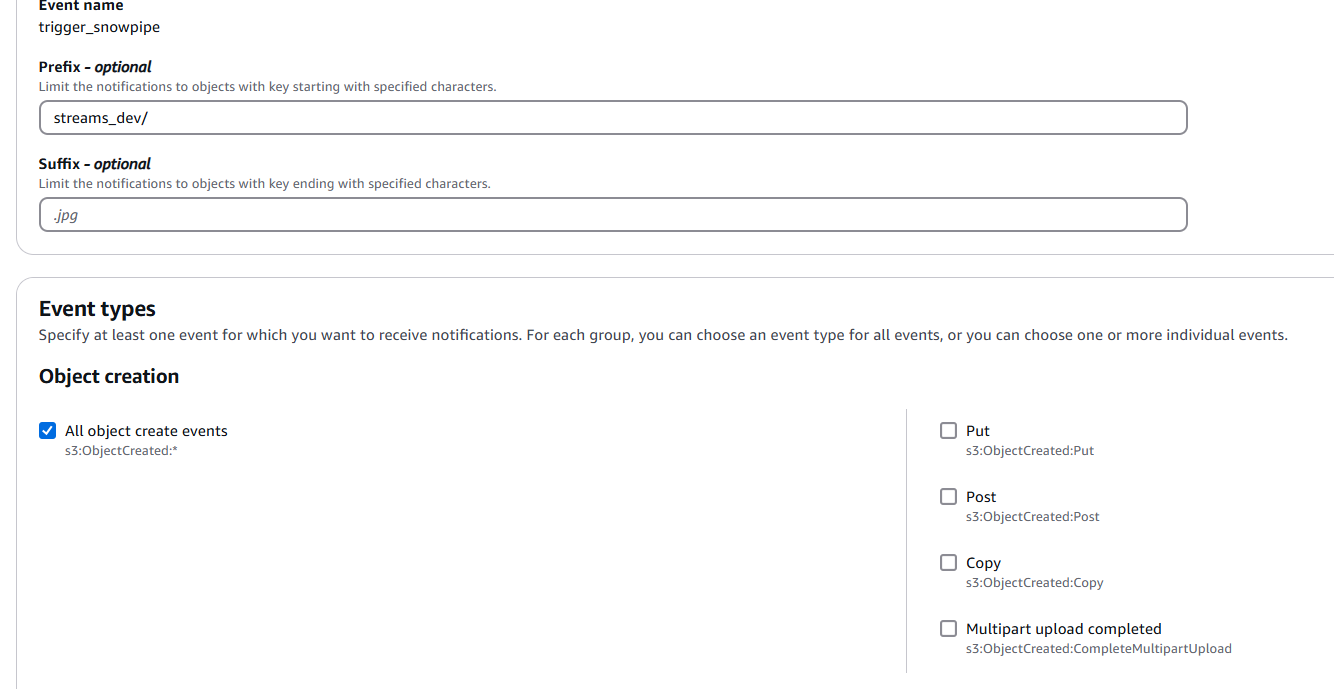 Event name
trigger_snowpipe
Prefix - optional
Limit the notifications to objects with key starting with specified characters.
streams_dev/
Suffix - optional
Limit the notifications to objects with key ending with specified characters.
.jpg
Event types
Specify at least one event for which you want to receive notifications. For each group, you can choose an event type for all events, or you can choose one or more individual events.
Object creation
All object create events
s3:ObjectCreated:*
Put
s3:ObjectCreated:Put
Post
s3:ObjectCreated:Post
Copy
s3:ObjectCreated:Copy
Multipart upload completed
s3:ObjectCreated:CompleteMultipartUpload